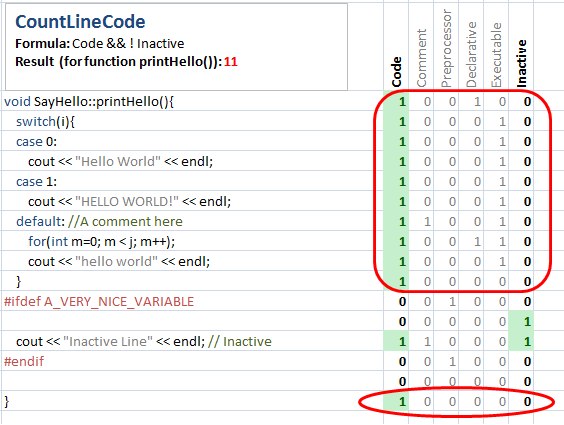 CountLineCode
Formula: Code && ! Inactive
Result (for function printHello()): 11
Code Comment Preprocessor Declarative Executable Inactive
void SayHello::printHello(){ 1 0 0 1 0 0
switch(i){ 1 0 0 0 1 0
case 0: 1 0 0 0 1 0
cout << "Hello World" << endl; 1 0 0 0 1 0
case 1: 1 0 0 0 1 0
cout << "HELLO WORLD!" << endl; 1 0 0 0 1 0
default: //A comment here 1 1 0 0 1 0
for(int m=0; m < j; m++); 1 0 0 1 1 0
cout << "hello world" << endl; 1 0 0 0 1 0
} 1 0 0 0 0 0
#ifdef A_VERY_NICE_VARIABLE 0 0 1 0 0 0
0 0 0 0 0 1
cout << "Inactive Line" << endl; // Inactive 1 1 0 0 0 1
#endif 0 0 1 0 0 0
0 0 0 0 0 0
} 1 0 0 0 0 0